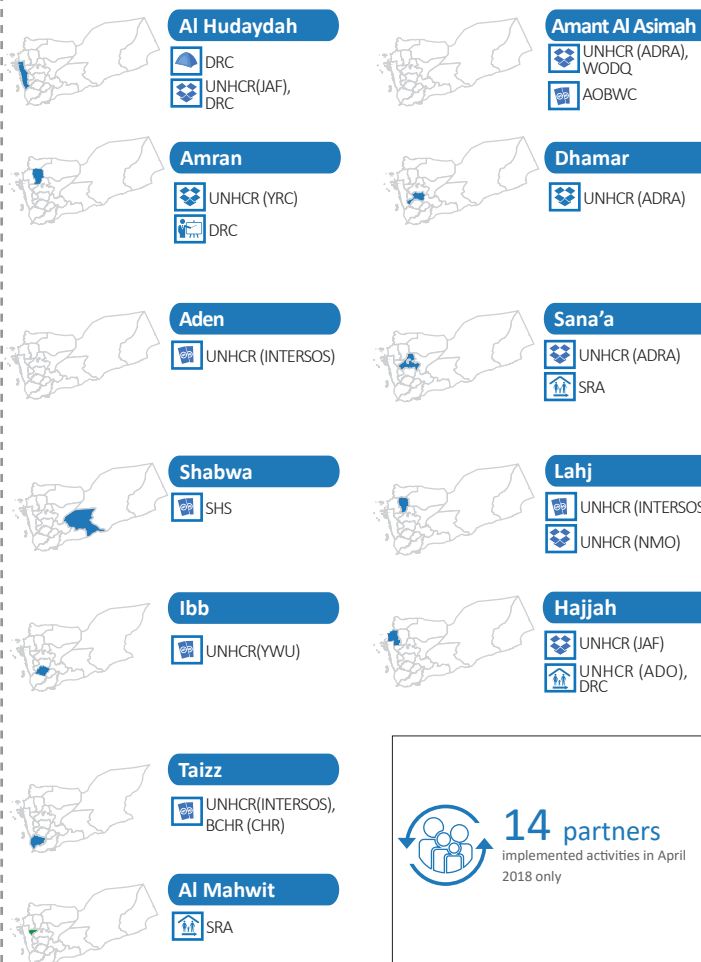 Al Hudaydah
DRC
UNHCR(JAF),
DRC
Amran
UNHCR (YRC)
DRC
Aden
UNHCR (INTERSOS)
Shabwa
SHS
Ibb
UNHCR(YWU)
Taizz
UNHCR(INTERSOS),
BCHR (CHR)
Al Mahwit
SRA
Amant Al Asimah
UNHCR (ADRA),
WODQ
AOBWC
Dhamar
UNHCR (ADRA)
Sana’a
UNHCR (ADRA)
SRA
Lahj
UNHCR (INTERSOS
UNHCR (NMO)
Hajjah
UNHCR (JAF)
UNHCR (ADO),
DRC
14 partners
implemented activities in April
2018 only